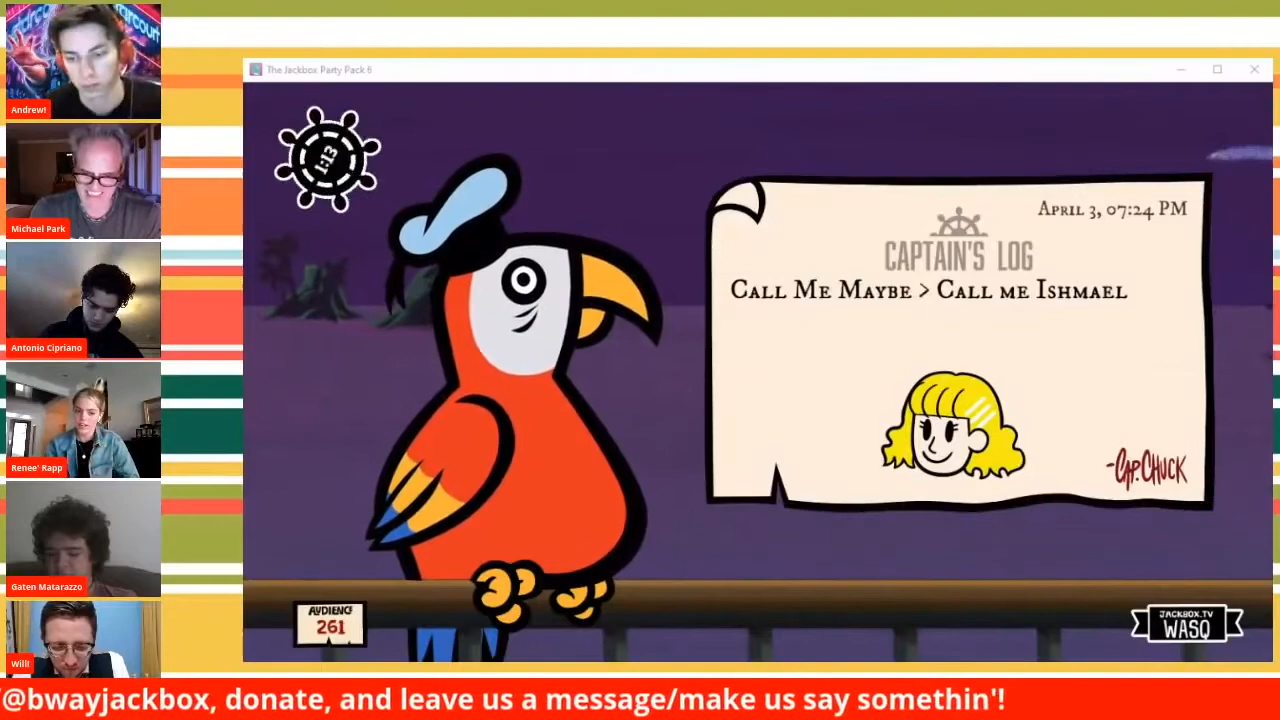 Andrew!
Michael Park
Antonio Cipriano
Renee' Rapp
Gaten Matarazzo
Will!
The Jackbox Party Pack 6
1:13
April 3, 07:24 PM
CAPTAIN'S LOG
Call Me Maybe > Call me Ishmael
-Cap. Chuck
AUDIENCE
261
JACKBOX.TV
WASQ
@bwayjackbox, donate, and leave us a message/make us say somethin'!